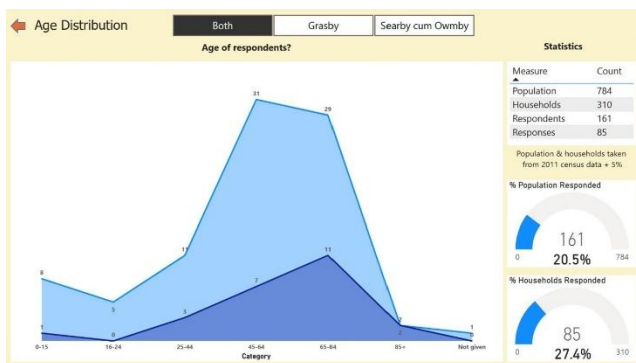 Age Distribution
Both
Grasby
Searby cum Owmby
Age of respondents?
Statistics
Measure Count
Population 784
Households 310
Respondents 161
Responses 85
Population & households taken
from 2011 census data + 5%
% Population Responded
161
0 20.5% 784
% Households Responded
85
0 27.4% 310
31
29
11
11
8
7
5
3
2
2
1
1
0
0
0-15 16-24 25-44 45-64 65-84 85+ Not given
Category